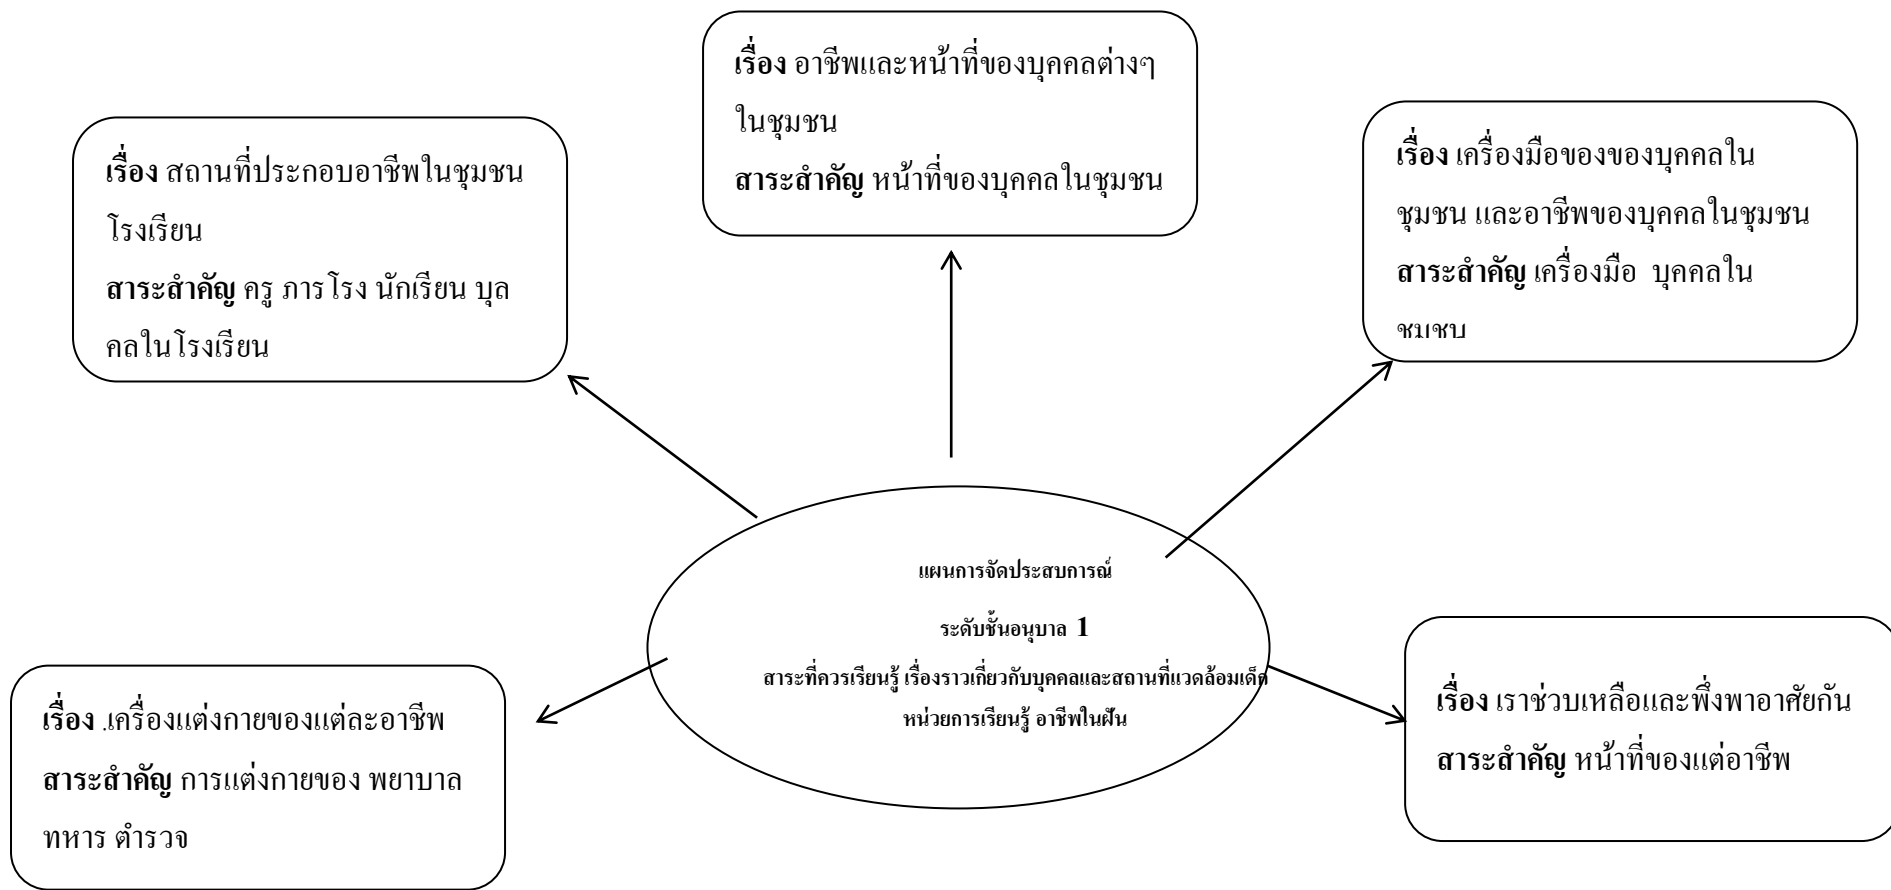 เรื่อง อาชีพและหน้าที่ของบุคคลต่างๆ
ในชุมชน
สาระสำคัญ หน้าที่ของบุคคลในชุมชน
เรื่อง สถานที่ประกอบอาชีพในชุมชน
โรงเรียน
สาระสำคัญ ครู ภารโรง นักเรียน บุล
คลในโรงเรียน
เรื่อง เครื่องมือของของบุคคลใน
ชุมชน และอาชีพของบุคคลในชุมชน
สาระสำคัญ เครื่องมือ  บุคคลใน
ชุมชน
แผนการจัดประสบการณ์
ระดับชั้นอนุบาล 1
สาระที่ควรเรียนรู้ เรื่องราวเกี่ยวกับบุคคลและสถานที่แวดล้อมเด็ก
หน่วยการเรียนรู้ อาชีพในฝัน
เรื่อง .เครื่องแต่งกายของแต่ละอาชีพ
สาระสำคัญ การแต่งกายของ พยาบาล
ทหาร ตำรวจ
เรื่อง เราช่วบเหลือและพึ่งพาอาศัยกัน
สาระสำคัญ หน้าที่ของแต่อาชีพ